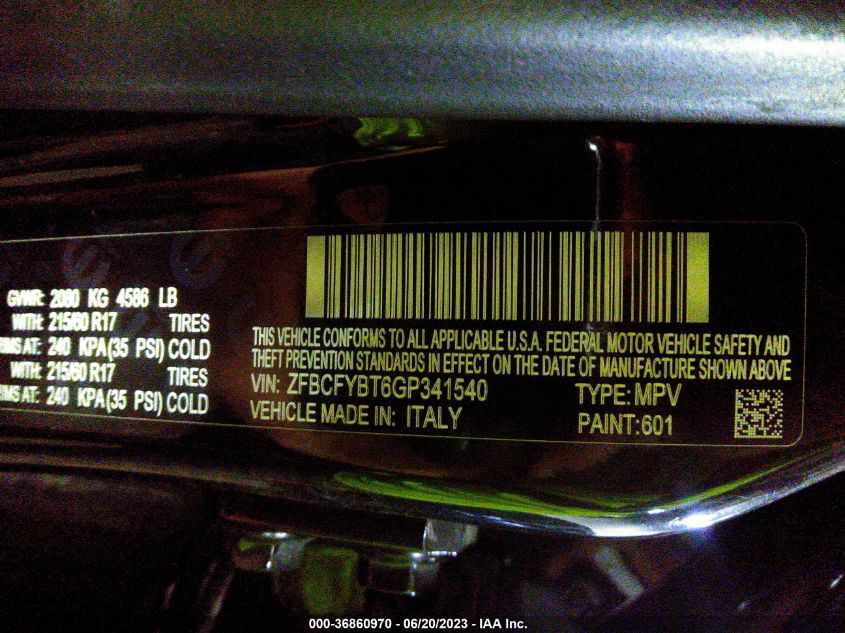 GVWR: 2080 KG 4586 LB
WITH: 215/60 R17 TIRES
AT: 240 KPA(35 PSI) COLD
WITH: 215/60 R17 TIRES
AT: 240 KPA(35 PSI) COLD
THIS VEHICLE CONFORMS TO ALL APPLICABLE U.S.A. FEDERAL MOTOR VEHICLE SAFETY AND
THEFT PREVENTION STANDARDS IN EFFECT ON THE DATE OF MANUFACTURE SHOWN ABOVE
VIN: ZFBCFYBT6GP341540 TYPE: MPV
VEHICLE MADE IN: ITALY PAINT:601
000-36860970 - 06/20/2023 - IAA Inc.